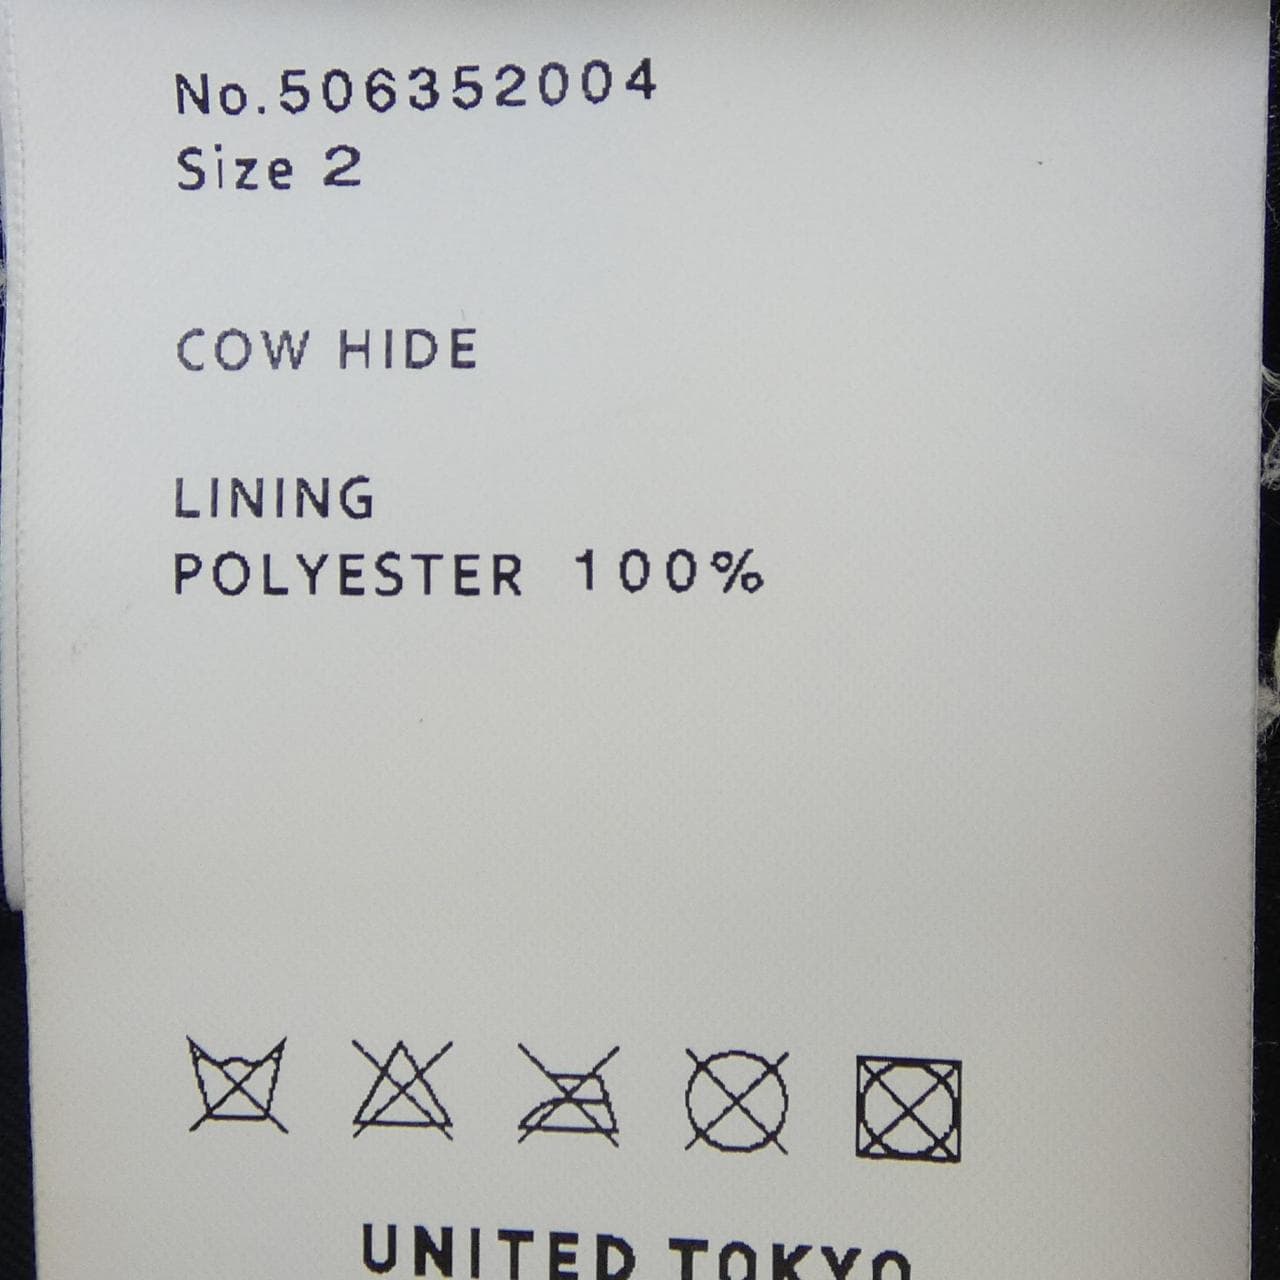 No.506352004
Size 2
COW HIDE
LINING
POLYESTER 100%
UNITED TOKYO